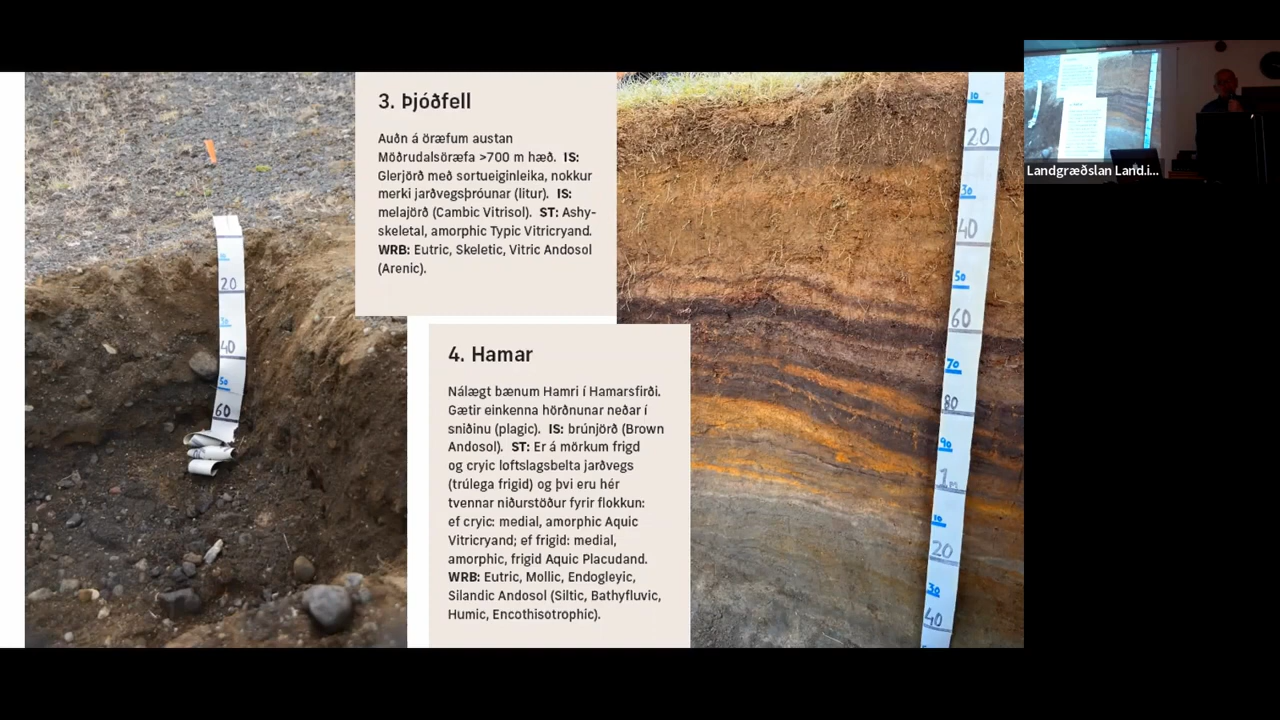 3. Þjóðfell
Auðn á öræfum austan
Möðrudalsöræfa >700 m hæð. IS:
Glerjörð með sortueiginleika, nokkur
merki jarðvegsþróunar (litur). IS:
melajörð (Cambic Vitrisol). ST: Ashy-
skeletal, amorphic Typic Vitricryand.
WRB: Eutric, Skeletic, Vitric Andosol
(Arenic).
4. Hamar
Nálægt bænum Hamri í Hamarsfirði.
Gætir einkenna hörðnunar neðar í
sniðinu (plagic). IS: brúnjörð (Brown
Andosol). ST: Er á mörkum frigd
og cryic loftslagsbelta jarðvegs
(trúlega frigid) og þvi eru hér
tvennar niðurstöður fyrir flokkun:
ef cryic: medial, amorphic Aquic
Vitricryand; ef frigid: medial,
amorphic, frigid Aquic Placudand.
WRB: Eutric, Mollic, Endogleyic,
Silandic Andosol (Siltic, Bathyfluvic,
Humic, Encothisotrophic).
20
40
50
60
10
20
30
40
50
60
70
80
90
1m
10
20
30
40
Landgræðslan Land.i...